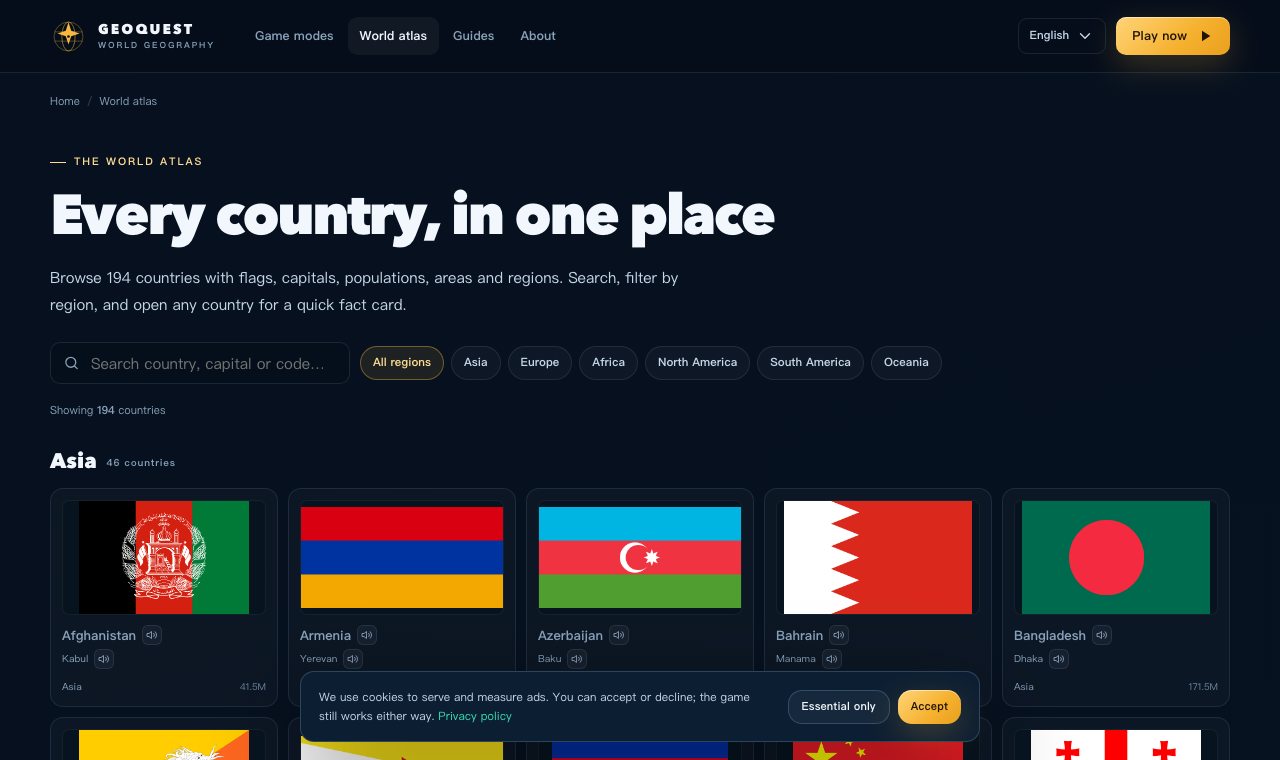 GEOQUEST
WORLD GEOGRAPHY
Game modes
World atlas
Guides
About
English
Play now
Home / World atlas
THE WORLD ATLAS
Every country, in one place
Browse 194 countries with flags, capitals, populations, areas and regions. Search, filter by
region, and open any country for a quick fact card.
Search country, capital or code...
All regions
Asia
Europe
Africa
North America
South America
Oceania
Showing 194 countries
Asia 46 countries
Afghanistan
Kabul
Asia 41.5M
Armenia
Yerevan
Azerbaijan
Baku
Bahrain
Manama
Bangladesh
Dhaka
Asia 171.5M
We use cookies to serve and measure ads. You can accept or decline; the game
still works either way. Privacy policy
Essential only
Accept